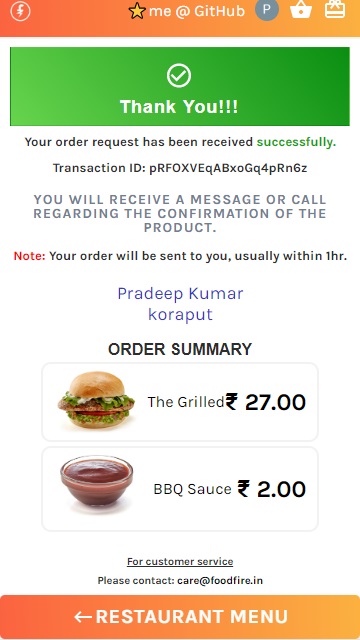 ⭐me @ GitHub
P
Thank You!!!
Your order request has been received successfully.
Transaction ID: pRFOXVEqABxoGq4pRn6z
YOU WILL RECEIVE A MESSAGE OR CALL
REGARDING THE CONFIRMATION OF THE
PRODUCT.
Note: Your order will be sent to you, usually within 1hr.
Pradeep Kumar
koraput
ORDER SUMMARY
The Grilled₹ 27.00
BBQ Sauce ₹ 2.00
For customer service
Please contact: care@foodfire.in
←RESTAURANT MENU